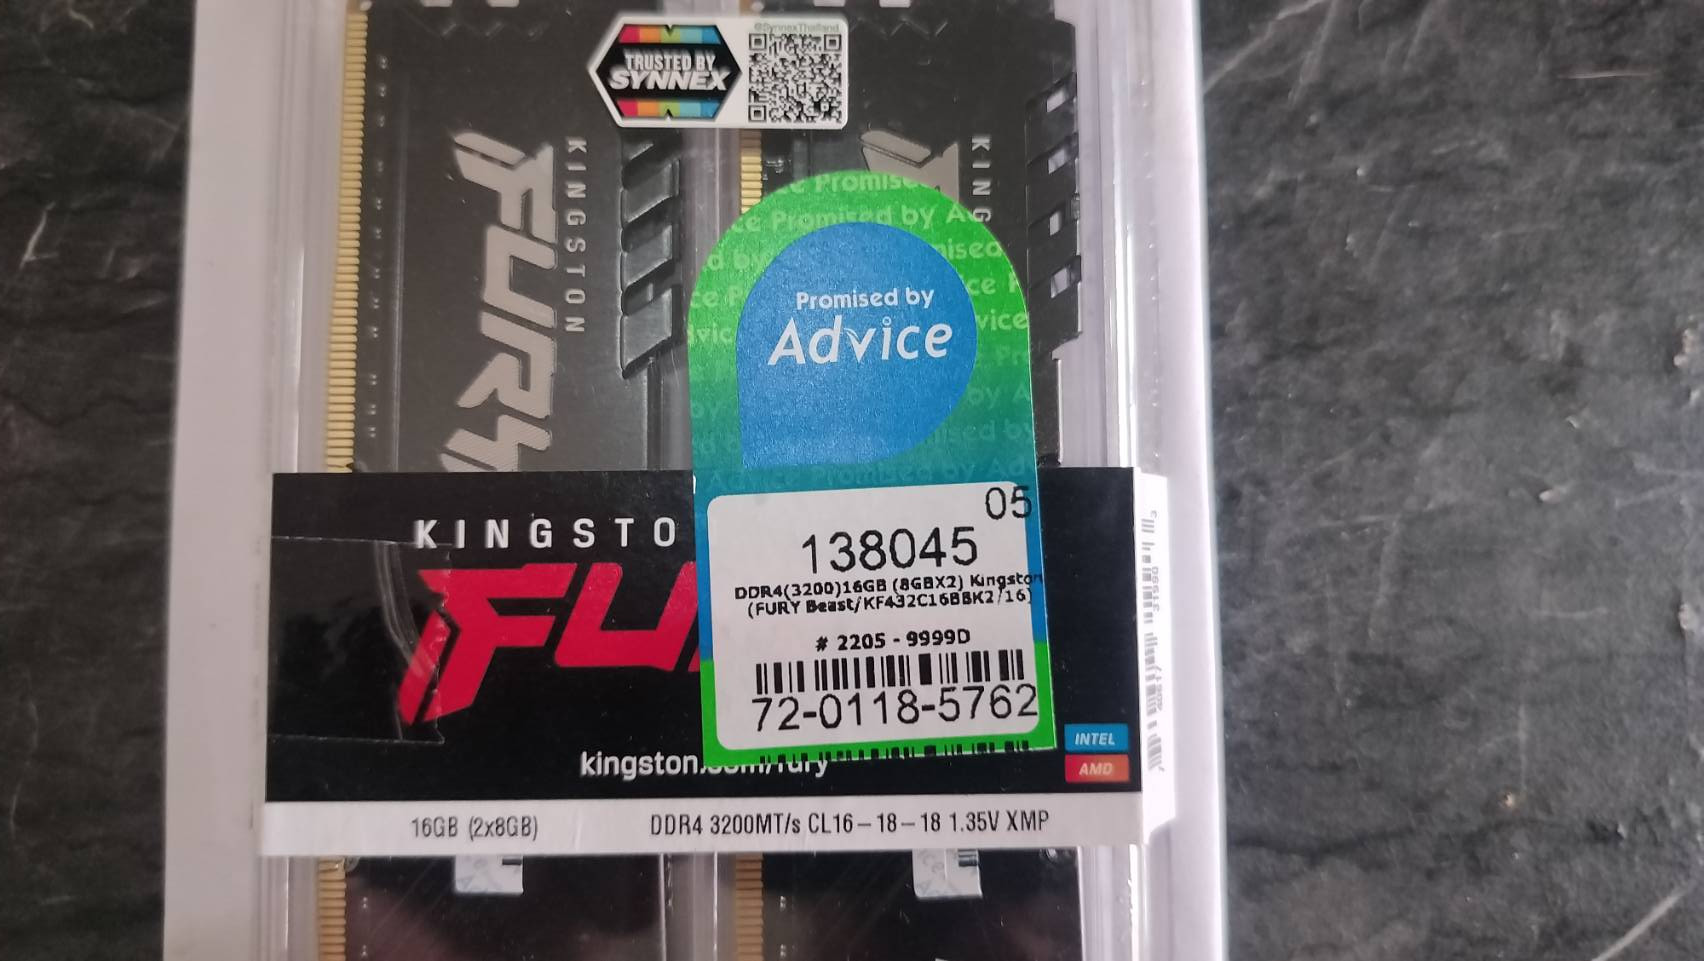 @SynnexThailand
TRUSTED BY
SYNNEX
KINGSTON
FURY
KING
Promised by
Advice
05
138045
DDR4(3200)16GB (8GBX2) Kingston
(FURY Beast/KF432C16BBK2/16)
# 2205 - 9999D
72-0118-5762
KINGSTO
FU
kingston.com/fury
INTEL
AMD
16GB (2x8GB)
DDR4 3200MT/s CL16-18-18 1.35V XMP